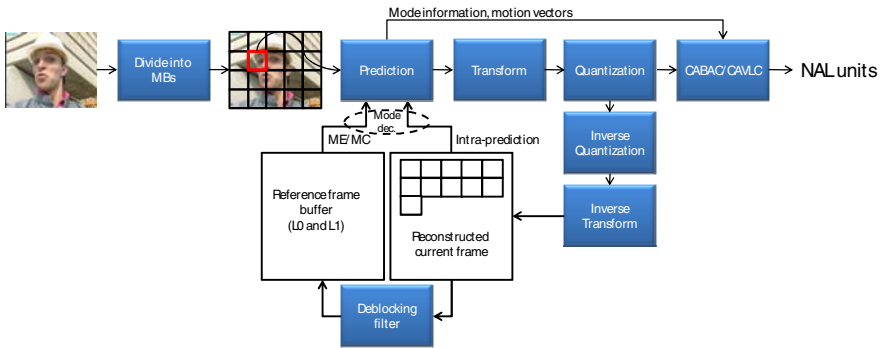 Mode information, motion vectors
Divide into
MBs
Prediction
Transform
Quantization
CABAC/CAVLC
NAL units
Mode
dec.
ME/MC
Intra-prediction
Inverse
Quantization
Reference frame
buffer
(L0 and L1)
Reconstructed
current frame
Inverse
Transform
Deblocking
filter